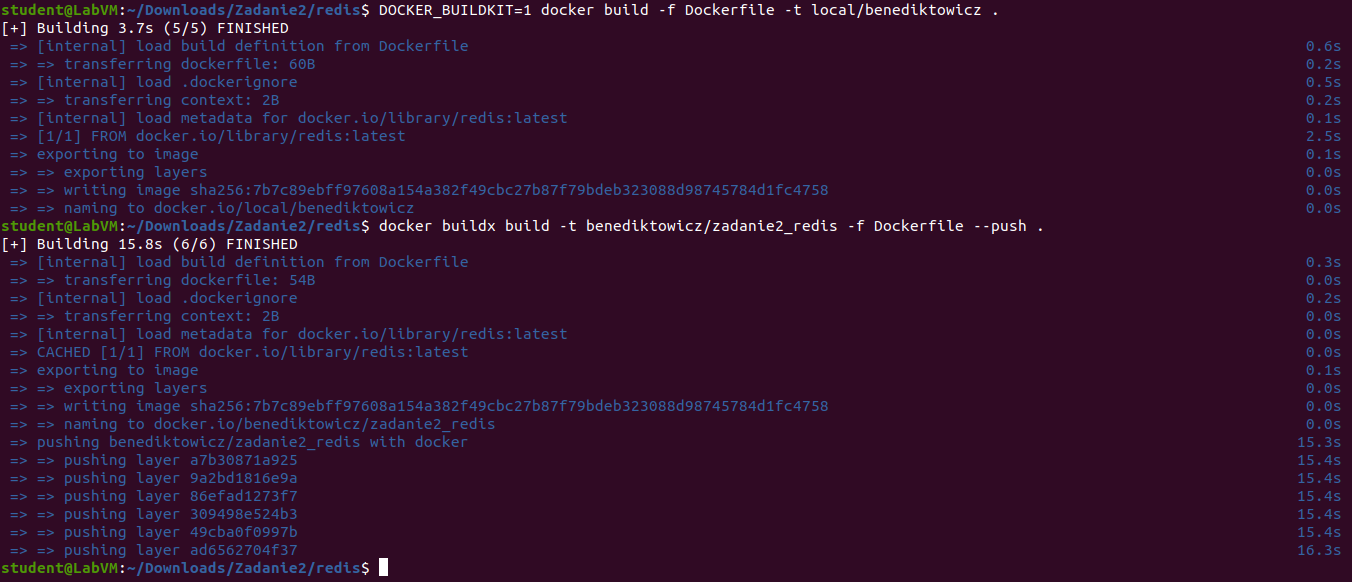 student@LabVM:~/Downloads/Zadanie2/redis$ DOCKER_BUILDKIT=1 docker build -f Dockerfile -t local/benediktowicz .
[+] Building 3.7s (5/5) FINISHED
=> [internal] load build definition from Dockerfile 0.6s
=> => transferring dockerfile: 60B 0.2s
=> [internal] load .dockerignore 0.5s
=> => transferring context: 2B 0.2s
=> [internal] load metadata for docker.io/library/redis:latest 0.1s
=> [1/1] FROM docker.io/library/redis:latest 2.5s
=> exporting to image 0.1s
=> => exporting layers 0.0s
=> => writing image sha256:7b7c89ebff97608a154a382f49cbc27b87f79bdeb323088d98745784d1fc4758 0.0s
=> => naming to docker.io/local/benediktowicz 0.0s
student@LabVM:~/Downloads/Zadanie2/redis$ docker buildx build -t benediktowicz/zadanie2_redis -f Dockerfile --push .
[+] Building 15.8s (6/6) FINISHED
=> [internal] load build definition from Dockerfile 0.3s
=> => transferring dockerfile: 54B 0.0s
=> [internal] load .dockerignore 0.2s
=> => transferring context: 2B 0.0s
=> [internal] load metadata for docker.io/library/redis:latest 0.0s
=> CACHED [1/1] FROM docker.io/library/redis:latest 0.0s
=> exporting to image 0.1s
=> => exporting layers 0.0s
=> => writing image sha256:7b7c89ebff97608a154a382f49cbc27b87f79bdeb323088d98745784d1fc4758 0.0s
=> => naming to docker.io/benediktowicz/zadanie2_redis 0.0s
=> pushing benediktowicz/zadanie2_redis with docker 15.3s
=> => pushing layer a7b30871a925 15.4s
=> => pushing layer 9a2bd1816e9a 15.4s
=> => pushing layer 86efad1273f7 15.4s
=> => pushing layer 309498e524b3 15.4s
=> => pushing layer 49cba0f0997b 15.4s
=> => pushing layer ad6562704f37 16.3s
student@LabVM:~/Downloads/Zadanie2/redis$